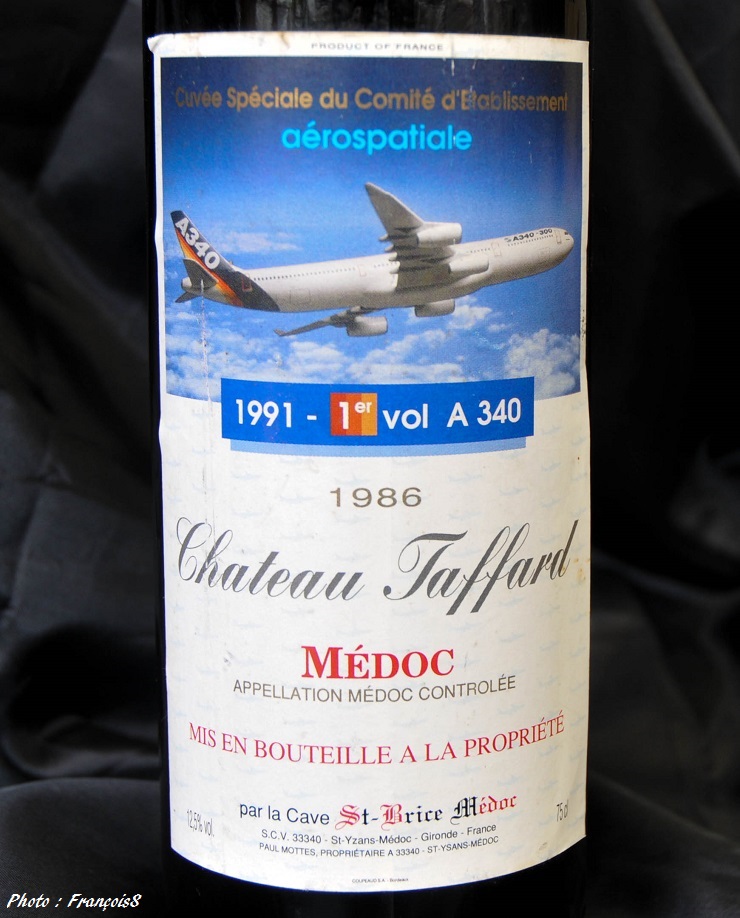 PRODUCT OF FRANCE
Cuvée Spéciale du Comité d'Etablissement
aérospatiale
A340
A340-300
1991 - 1er vol A 340
1986
Chateau Taffard
MÉDOC
APPELLATION MÉDOC CONTROLÉE
MIS EN BOUTEILLE A LA PROPRIÉTÉ
par la Cave St-Brice Médoc
12,5% vol.
75 cl
S.C.V. 33340 - St-Yzans-Médoc - Gironde - France
PAUL MOTTES, PROPRIÉTAIRE A 33340 - ST-YSANS-MÉDOC
COUPEAUD S.A. - Bordeaux
Photo : François8